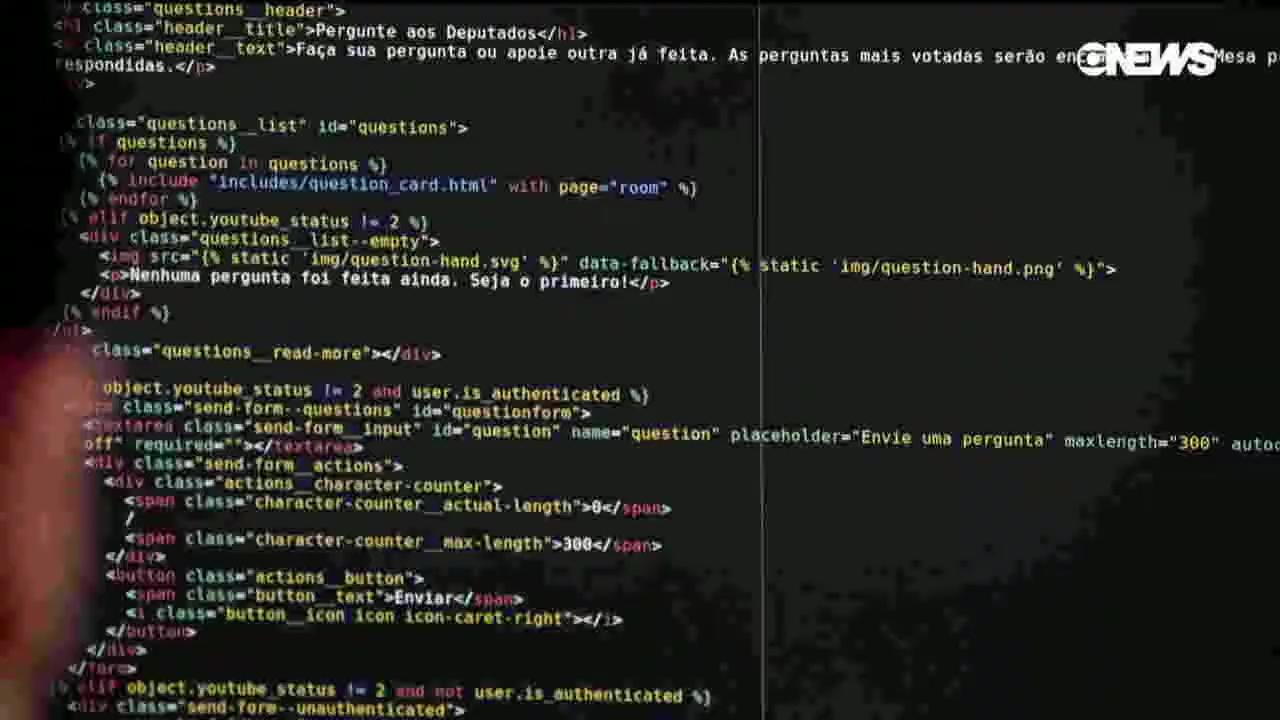 class="questions__header">
<h1 class="header__title">Pergunte aos Deputados</h1>
class="header__text">Faça sua pergunta ou apoie outra já feita. As perguntas mais votadas serão Mesa
respondidas.</p>
GNEWS
class="questions__list" id="questions">
{% if questions %}
{% for question in questions %}
{% include "includes/question_card.html" with page="room" %}
{% endfor %}
{% elif object.youtube_status != 2 %}
<div class="questions__list--empty">
<img src="{% static 'img/question-hand.svg' %}" data-fallback="{% static 'img/question-hand.png' %}">
<p>Nenhuma pergunta foi feita ainda. Seja o primeiro!</p>
</div>
{% endif %}
/ul>
class="questions__read-more"></div>
object.youtube_status != 2 and user.is_authenticated %}
class="send-form--questions" id="questionform">
<textarea class="send-form__input" id="question" name="question" placeholder="Envie uma pergunta" maxlength="300"
off" required=""></textarea>
<div class="send-form__actions">
<div class="actions__character-counter">
<span class="character-counter__actual-length">0</span>
/
<span class="character-counter__max-length">300</span>
</div>
<button class="actions__button">
<span class="button__text">Enviar</span>
<i class="button__icon icon icon-caret-right"></i>
</button>
</div>
</form>
{% elif object.youtube_status != 2 and not user.is_authenticated %}
<div class="send-form--unauthenticated">